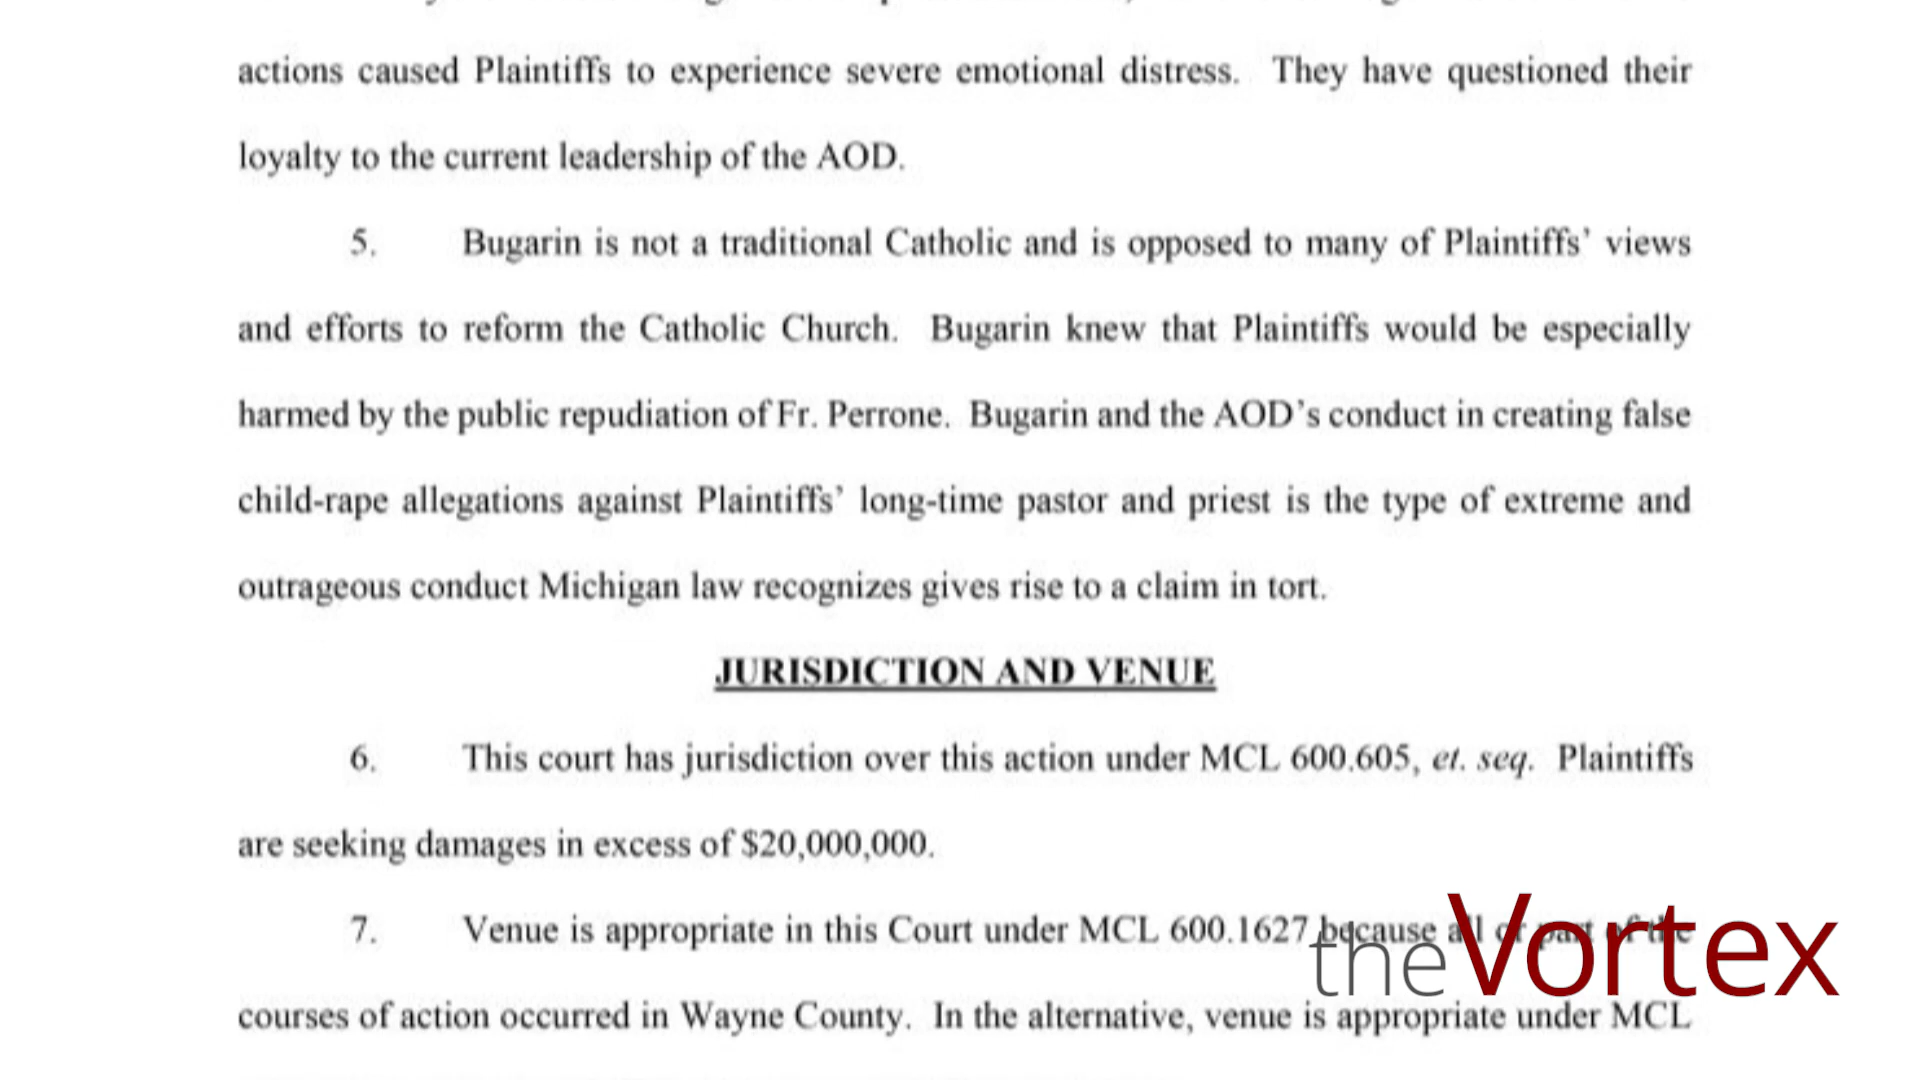 actions caused Plaintiffs to experience severe emotional distress. They have questioned their
loyalty to the current leadership of the AOD.
5. Bugarin is not a traditional Catholic and is opposed to many of Plaintiffs' views
and efforts to reform the Catholic Church. Bugarin knew that Plaintiffs would be especially
harmed by the public repudiation of Fr. Perrone. Bugarin and the AOD's conduct in creating false
child-rape allegations against Plaintiffs' long-time pastor and priest is the type of extreme and
outrageous conduct Michigan law recognizes gives rise to a claim in tort.
JURISDICTION AND VENUE
6. This court has jurisdiction over this action under MCL 600.605, et. seq. Plaintiffs
are seeking damages in excess of $20,000,000.
7. Venue is appropriate in this Court under MCL 600.1627 because all or part of the
theVortex
courses of action occurred in Wayne County. In the alternative, venue is appropriate under MCL